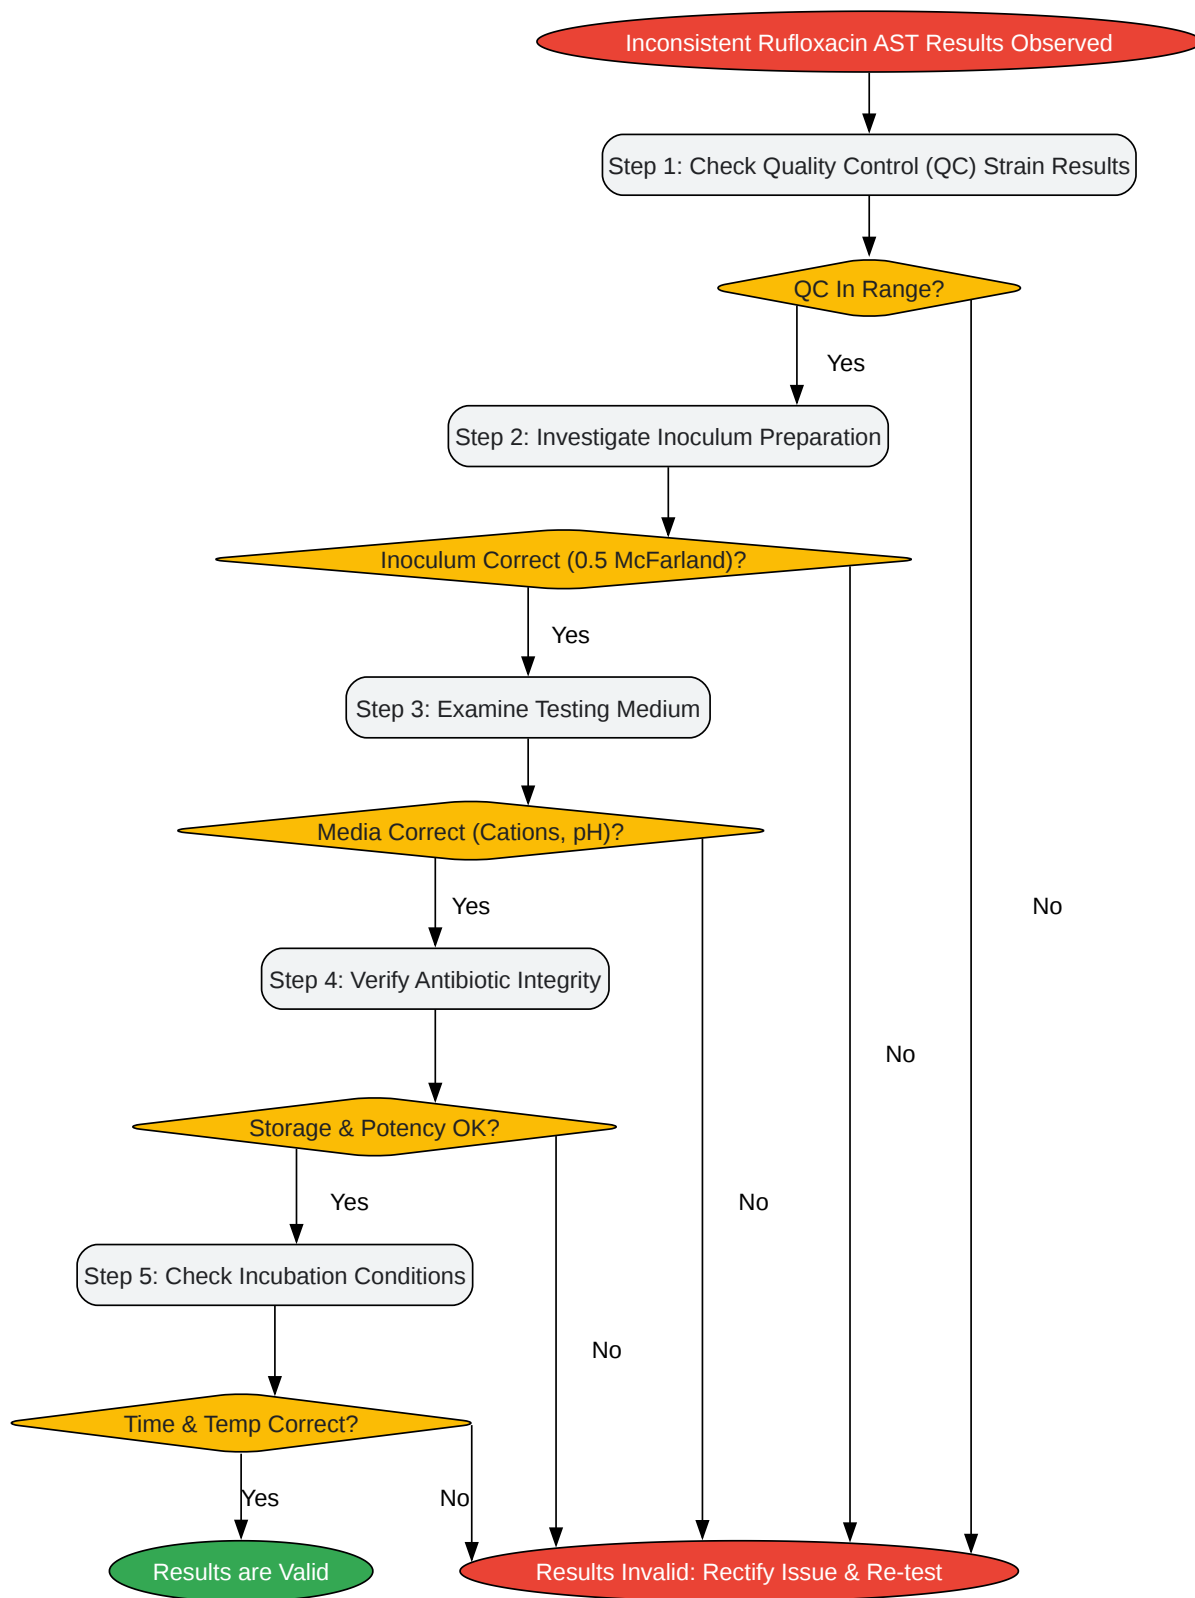 Inconsistent Rufloxacin AST Results Observed
Step 1: Check Quality Control (QC) Strain Results
QC In Range?
Yes
Step 2: Investigate Inoculum Preparation
Inoculum Correct (0.5 McFarland)?
Yes
Step 3: Examine Testing Medium
Media Correct (Cations, pH)?
Yes
No
Step 4: Verify Antibiotic Integrity
No
Storage & Potency OK?
Yes
No
Step 5: Check Incubation Conditions
No
Time & Temp Correct?
Yes
No
Results are Valid
Results Invalid: Rectify Issue & Re-test